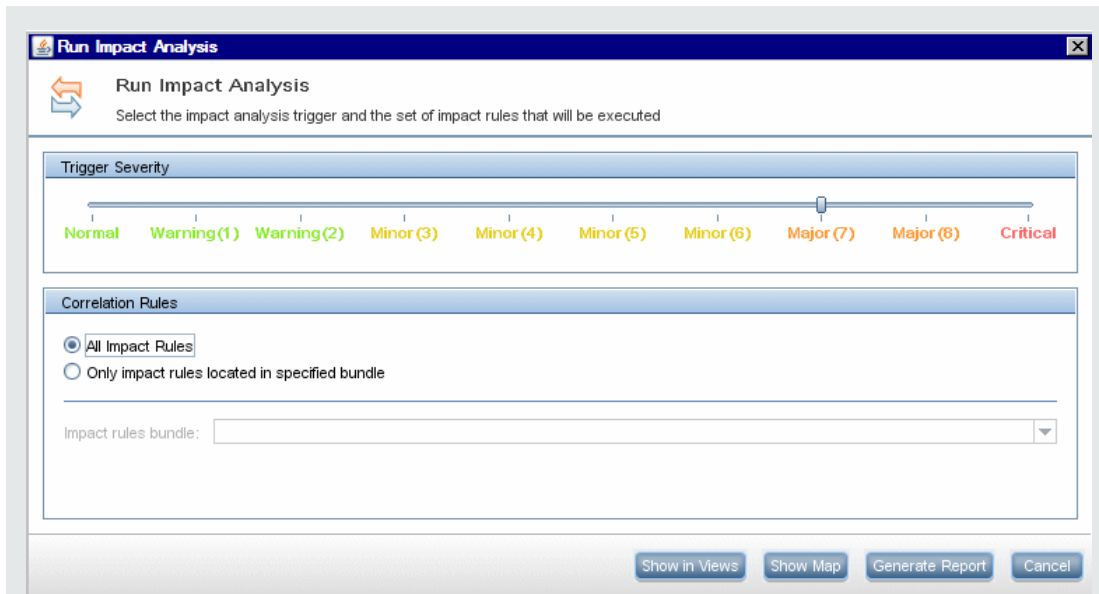 Run Impact Analysis
Run Impact Analysis
Select the impact analysis trigger and the set of impact rules that will be executed
Trigger Severity
Normal Warning(1) Warning(2) Minor(3) Minor(4) Minor(5) Minor(6) Major(7) Major(8) Critical
Correlation Rules
All Impact Rules
Only impact rules located in specified bundle
Impact rules bundle:
Show in Views Show Map Generate Report Cancel